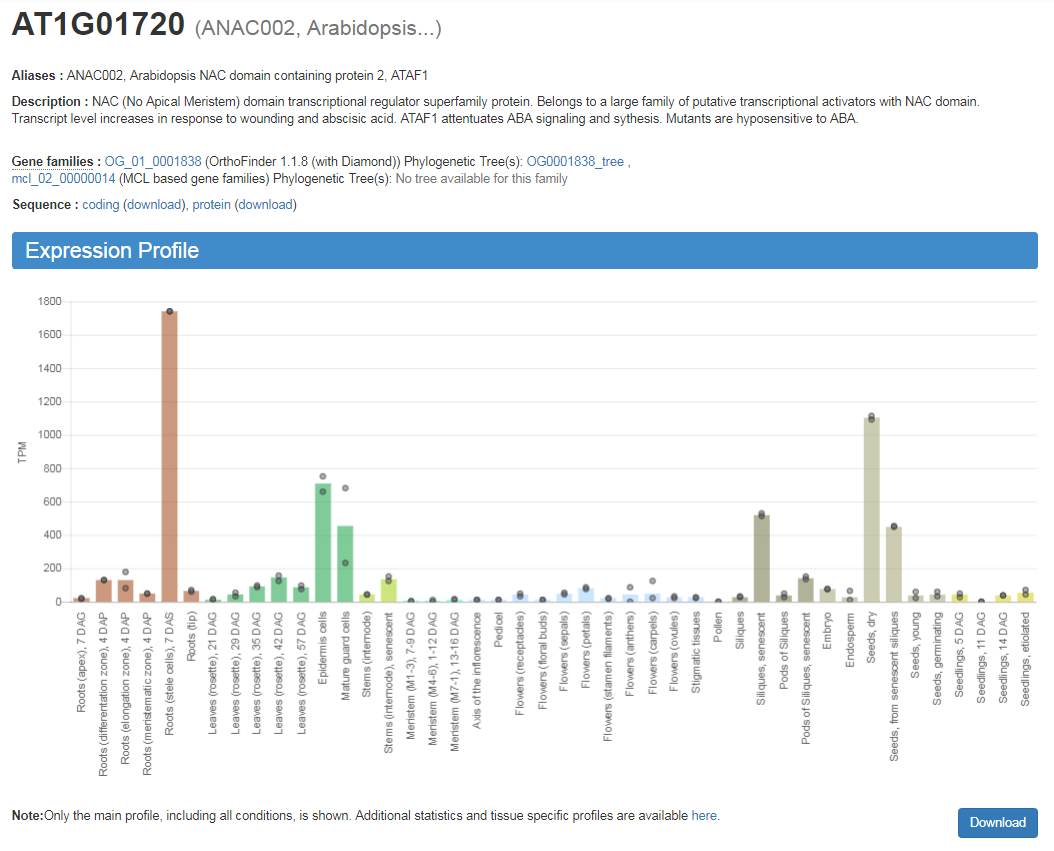 AT1G01720 (ANAC002, Arabidopsis...)
Aliases : ANAC002, Arabidopsis NAC domain containing protein 2, ATAF1
Description : NAC (No Apical Meristem) domain transcriptional regulator superfamily protein. Belongs to a large family of putative transcriptional activators with NAC domain.
Transcript level increases in response to wounding and abscisic acid. ATAF1 attentuates ABA signaling and sythesis. Mutants are hyposensitive to ABA.
Gene families : OG_01_0001838 (OrthoFinder 1.1.8 (with Diamond)) Phylogenetic Tree(s): OG0001838_tree ,
mcl_02_00000014 (MCL based gene families) Phylogenetic Tree(s): No tree available for this family
Sequence : coding (download), protein (download)
Expression Profile
1800
1600
1400
1200
1000
800
600
400
200
0
TPM
Roots (apex), 7 DAG
Roots (differentation zone), 4 DAP
Roots (elongation zone), 4 DAP
Roots (meristematic zone), 4 DAP
Roots (stele cells), 7 DAS
Roots (tip)
Leaves (rosette), 21 DAG
Leaves (rosette), 29 DAG
Leaves (rosette), 35 DAG
Leaves (rosette), 42 DAG
Leaves (rosette), 57 DAG
Epidermis cells
Mature guard cells
Stems (internode)
Stems (internode), senescent
Meristem (M1-3), 7-9 DAG
Meristem (M4-6), 1-12 DAG
Meristem (M7-1), 13-16 DAG
Axis of the inflorescence
Pedicel
Flowers (receptacles)
Flowers (floral buds)
Flowers (sepals)
Flowers (petals)
Flowers (stamen filaments)
Flowers (anthers)
Flowers (carpels)
Flowers (ovules)
Stigmatic tissues
Pollen
Siliques
Siliques, senescent
Pods of Siliques
Pods of Siliques, senescent
Embryo
Endosperm
Seeds, dry
Seeds, from senescent siliques
Seeds, young
Seeds, germinating
Seedlings, 5 DAG
Seedlings, 11 DAG
Seedlings, 14 DAG
Seedlings, etiolated
Note:Only the main profile, including all conditions, is shown. Additional statistics and tissue specific profiles are available here.
Download